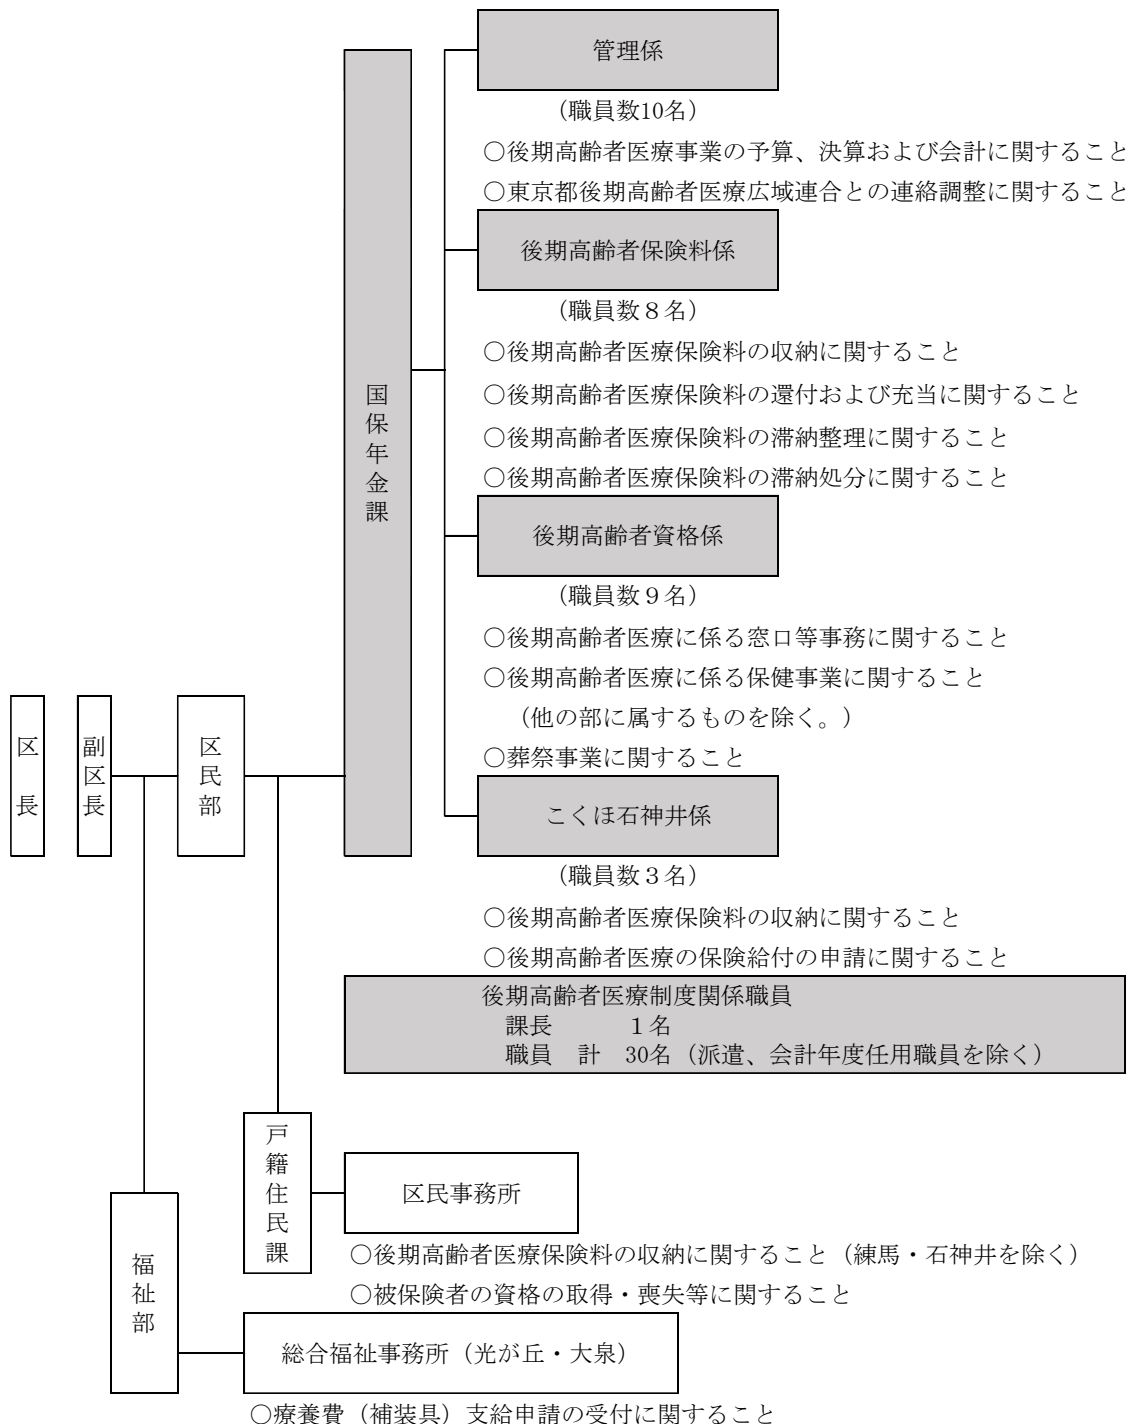 管理係
（職員数10名）
○後期高齢者医療事業の予算、決算および会計に関すること
○東京都後期高齢者医療広域連合との連絡調整に関すること
後期高齢者保険料係
（職員数８名）
○後期高齢者医療保険料の収納に関すること
○後期高齢者医療保険料の還付および充当に関すること
○後期高齢者医療保険料の滞納整理に関すること
○後期高齢者医療保険料の滞納処分に関すること
国保年金課
後期高齢者資格係
（職員数９名）
○後期高齢者医療に係る窓口等事務に関すること
○後期高齢者医療に係る保健事業に関すること
（他の部に属するものを除く。）
○葬祭事業に関すること
区長
副区長
区民部
こくほ石神井係
（職員数３名）
○後期高齢者医療保険料の収納に関すること
○後期高齢者医療の保険給付の申請に関すること
後期高齢者医療制度関係職員
課長　　　１名
職員　計　30名（派遣、会計年度任用職員を除く）
戸籍住民課
区民事務所
○後期高齢者医療保険料の収納に関すること（練馬・石神井を除く）
○被保険者の資格の取得・喪失等に関すること
福祉部
総合福祉事務所（光が丘・大泉）
○療養費（補装具）支給申請の受付に関すること